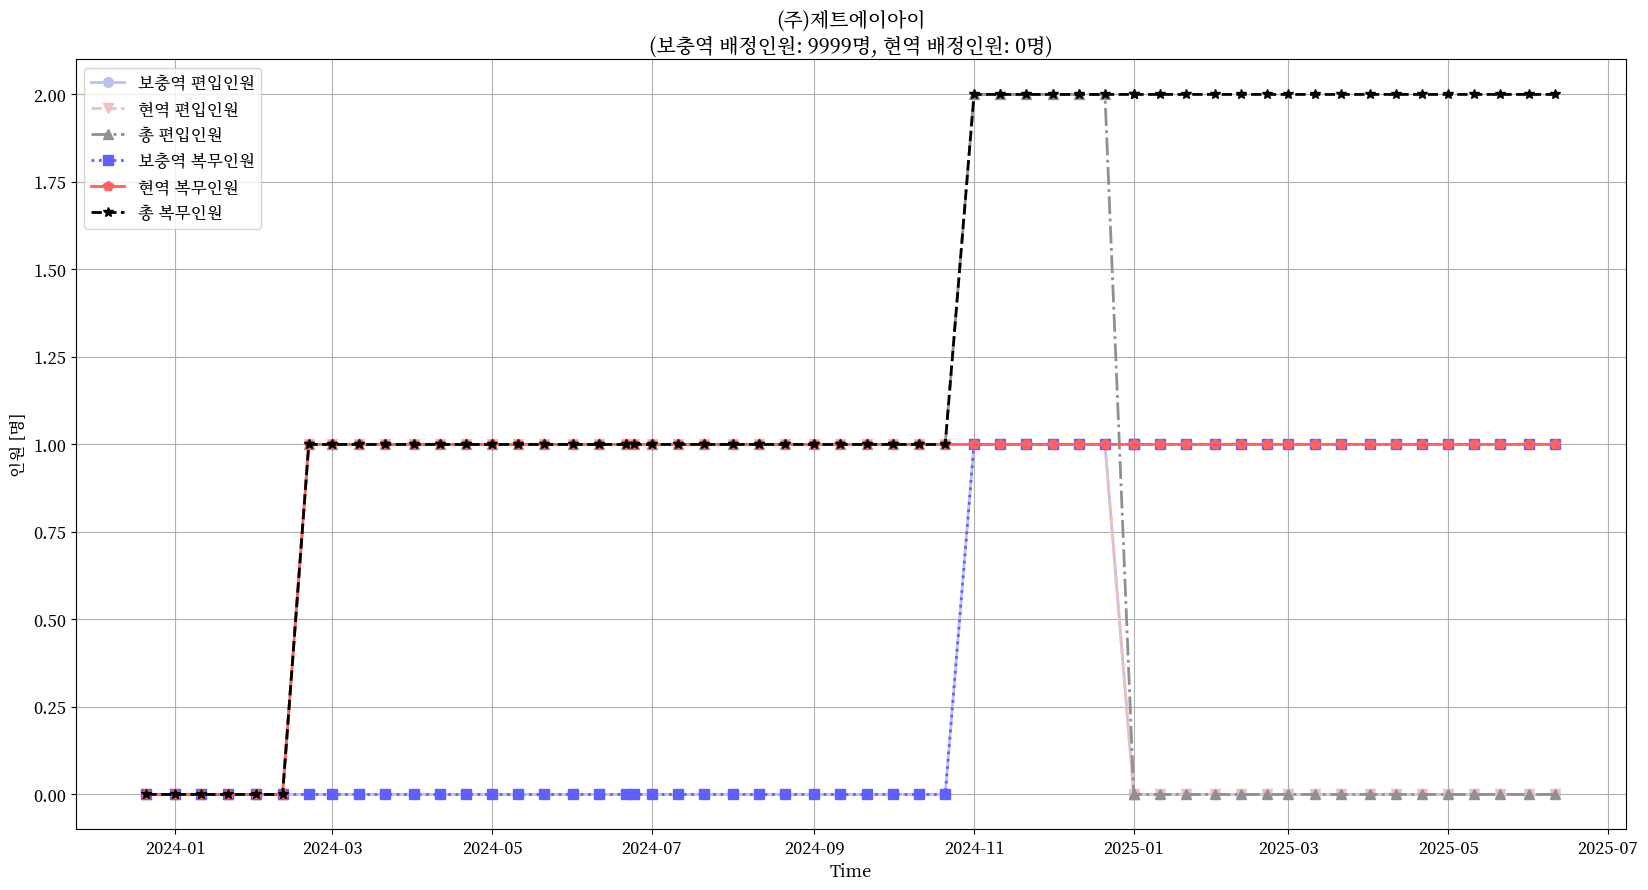 (주)제트에이아이
(보충역 배정인원: 9999명, 현역 배정인원: 0명)
보충역 편입인원
현역 편입인원
총 편입인원
보충역 복무인원
현역 복무인원
총 복무인원
2.00
1.75
1.50
1.25
1.00
0.75
0.50
0.25
0.00
인원 [명]
2024-01 2024-03 2024-05 2024-07 2024-09 2024-11 2025-01 2025-03 2025-05 2025-07
Time